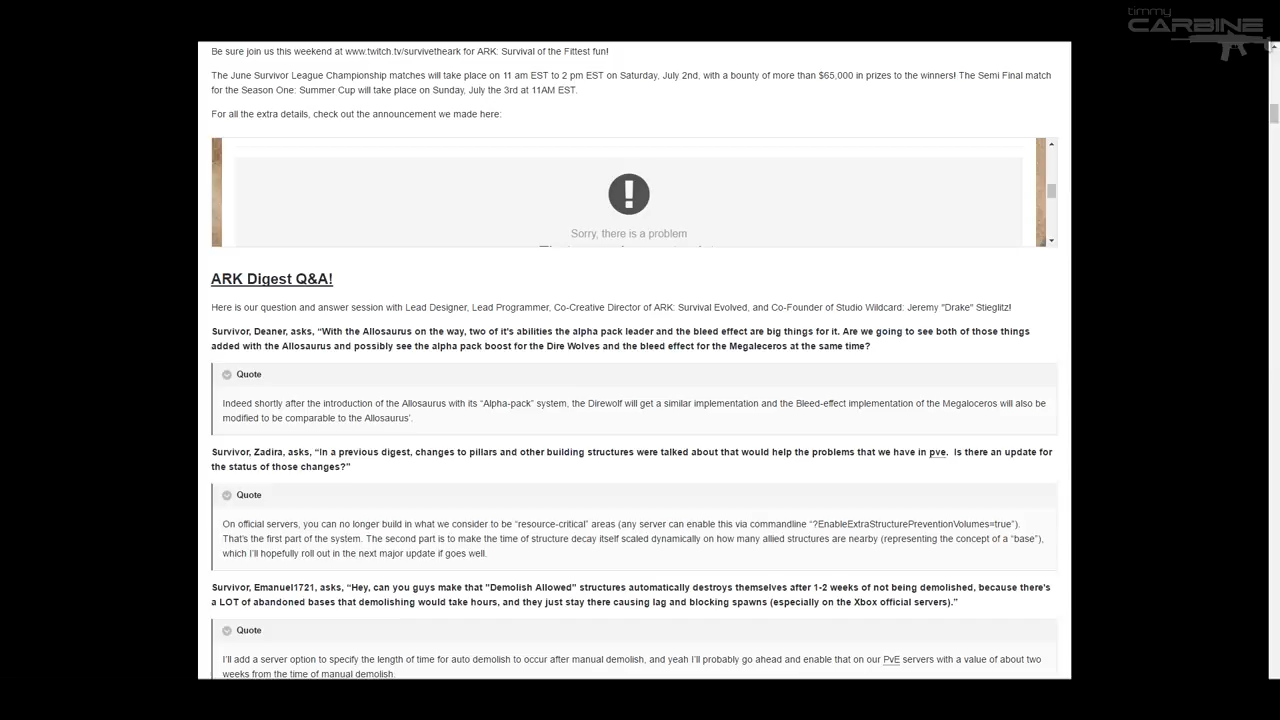 timmy
CARBINE
Be sure join us this weekend at www.twitch.tv/survivetheark for ARK: Survival of the Fittest fun!
The June Survivor League Championship matches will take place on 11 am EST to 2 pm EST on Saturday, July 2nd, with a bounty of more than $65,000 in prizes to the winners! The Semi Final match
for the Season One: Summer Cup will take place on Sunday, July the 3rd at 11AM EST.
For all the extra details, check out the announcement we made here:
Sorry, there is a problem
ARK Digest Q&A!
Here is our question and answer session with Lead Designer, Lead Programmer, Co-Creative Director of ARK: Survival Evolved, and Co-Founder of Studio Wildcard: Jeremy "Drake" Stieglitz!
Survivor, Deaner, asks, “With the Allosaurus on the way, two of it's abilities the alpha pack leader and the bleed effect are big things for it. Are we going to see both of those things
added with the Allosaurus and possibly see the alpha pack boost for the Dire Wolves and the bleed effect for the Megaleceros at the same time?
Quote
Indeed shortly after the introduction of the Allosaurus with its “Alpha-pack” system, the Direwolf will get a similar implementation and the Bleed-effect implementation of the Megaloceros will also be
modified to be comparable to the Allosaurus’.
Survivor, Zadira, asks, “In a previous digest, changes to pillars and other building structures were talked about that would help the problems that we have in pve. Is there an update for
the status of those changes?”
Quote
On official servers, you can no longer build in what we consider to be “resource-critical” areas (any server can enable this via commandline “?EnableExtraStructurePreventionVolumes=true”).
That’s the first part of the system. The second part is to make the time of structure decay itself scaled dynamically on how many allied structures are nearby (representing the concept of a “base”),
which I’ll hopefully roll out in the next major update if goes well.
Survivor, Emanuel1721, asks, “Hey, can you guys make that "Demolish Allowed" structures automatically destroys themselves after 1-2 weeks of not being demolished, because there's
a LOT of abandoned bases that demolishing would take hours, and they just stay there causing lag and blocking spawns (especially on the Xbox official servers).”
Quote
I’ll add a server option to specify the length of time for auto demolish to occur after manual demolish, and yeah I’ll probably go ahead and enable that on our PvE servers with a value of about two
weeks from the time of manual demolish.